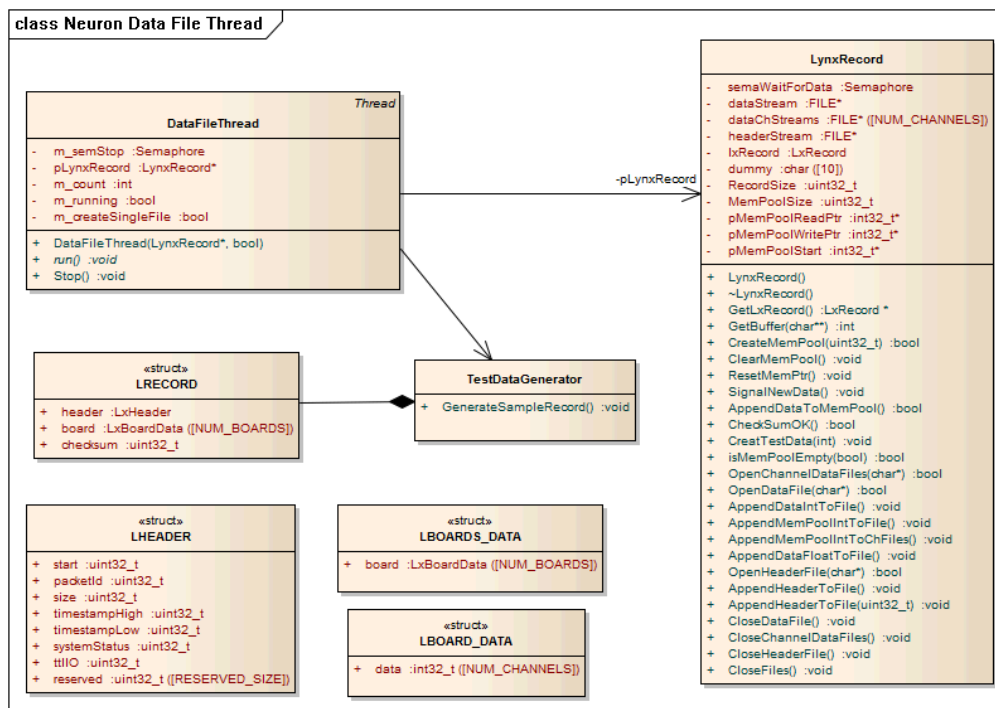 class Neuron Data File Thread
Thread
DataFileThread
- m_semStop :Semaphore
- pLynxRecord :LynxRecord*
- m_count :int
- m_running :bool
- m_createSingleFile :bool
+ DataFileThread(LynxRecord*, bool)
+ run() :void
+ Stop() :void
-pLynxRecord
LynxRecord
- semaWaitForData :Semaphore
- dataStream :FILE*
- dataChStreams :FILE* ([NUM_CHANNELS])
- headerStream :FILE*
- lxRecord :LxRecord
- dummy :char ([10])
- RecordSize :uint32_t
- MemPoolSize :uint32_t
- pMemPoolReadPtr :int32_t*
- pMemPoolWritePtr :int32_t*
- pMemPoolStart :int32_t*
+ LynxRecord()
+ ~LynxRecord()
+ GetLxRecord() :LxRecord *
+ GetBuffer(char**) :int
+ CreateMemPool(uint32_t) :bool
+ ClearMemPool() :void
+ ResetMemPtr() :void
+ SignalNewData() :void
+ AppendDataToMemPool() :bool
+ CheckSumOK() :bool
+ CreatTestData(int) :void
+ isMemPoolEmpty(bool) :bool
+ OpenChannelDataFiles(char*) :bool
+ OpenDataFile(char*) :bool
+ AppendDataIntToFile() :void
+ AppendMemPoolIntToFile() :void
+ AppendMemPoolIntToChFiles() :void
+ AppendDataFloatToFile() :void
+ OpenHeaderFile(char*) :bool
+ AppendHeaderToFile() :void
+ AppendHeaderToFile(uint32_t) :void
+ CloseDataFile() :void
+ CloseChannelDataFiles() :void
+ CloseHeaderFile() :void
+ CloseFiles() :void
«struct»
LRECORD
+ header :LxHeader
+ board :LxBoardData ([NUM_BOARDS])
+ checksum :uint32_t
TestDataGenerator
+ GenerateSampleRecord() :void
«struct»
LHEADER
+ start :uint32_t
+ packetId :uint32_t
+ size :uint32_t
+ timestampHigh :uint32_t
+ timestampLow :uint32_t
+ systemStatus :uint32_t
+ ttlIO :uint32_t
+ reserved :uint32_t ([RESERVED_SIZE])
«struct»
LBOARDS_DATA
+ board :LxBoardData ([NUM_BOARDS])
«struct»
LBOARD_DATA
+ data :int32_t ([NUM_CHANNELS])